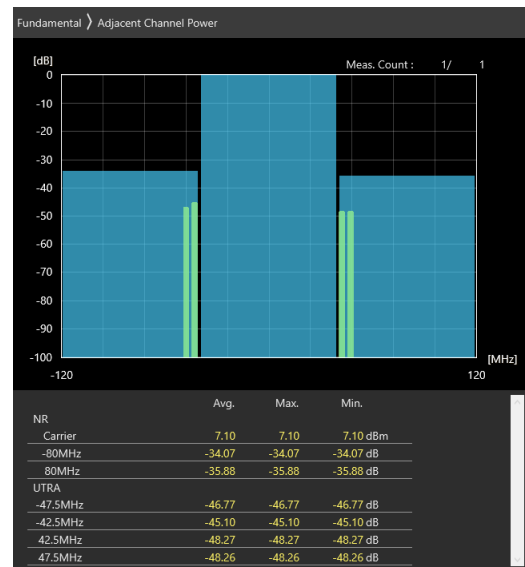 Fundamental 〉 Adjacent Channel Power
[dB]
Meas. Count : 1/ 1
0
-10
-20
-30
-40
-50
-60
-70
-80
-90
-100
[MHz]
-120 120
Avg. Max. Min.
NR
Carrier 7.10 7.10 7.10 dBm
-80MHz -34.07 -34.07 -34.07 dB
80MHz -35.88 -35.88 -35.88 dB
UTRA
-47.5MHz -46.77 -46.77 -46.77 dB
-42.5MHz -45.10 -45.10 -45.10 dB
42.5MHz -48.27 -48.27 -48.27 dB
47.5MHz -48.26 -48.26 -48.26 dB